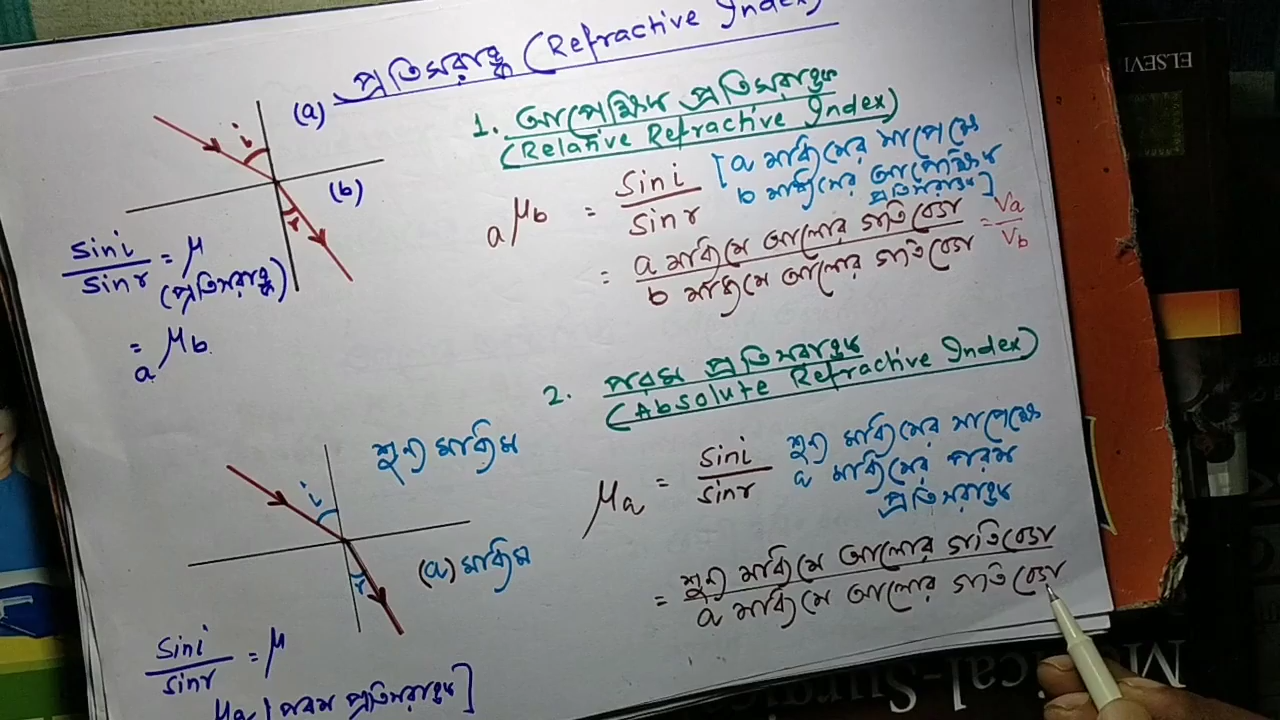 প্রতিসরাঙ্ক (Refractive Index)
(a)
i
(b)
r
sin i / sin r = μ
(প্রতিসরাঙ্ক)
= aμb
1. আপেক্ষিক প্রতিসরাঙ্ক
(Relative Refractive Index)
aμb = sin i / sin r [a মাধ্যমের সাপেক্ষে
b মাধ্যমের আপেক্ষিক
প্রতিসরাঙ্ক]
= a মাধ্যমে আলোর গতিবেগ / b মাধ্যমে আলোর গতিবেগ = Va / Vb
2. পরম প্রতিসরাঙ্ক
(Absolute Refractive Index)
μa = sin i / sin r শূন্য মাধ্যমের সাপেক্ষে
a মাধ্যমের পরম
প্রতিসরাঙ্ক
= শূন্য মাধ্যমে আলোর গতিবেগ / a মাধ্যমে আলোর গতিবেগ
শূন্য মাধ্যম
i
(a) মাধ্যম
r
sin i / sin r = μ
μa [পরম প্রতিসরাঙ্ক]
ELSEVI
ical-Surgi